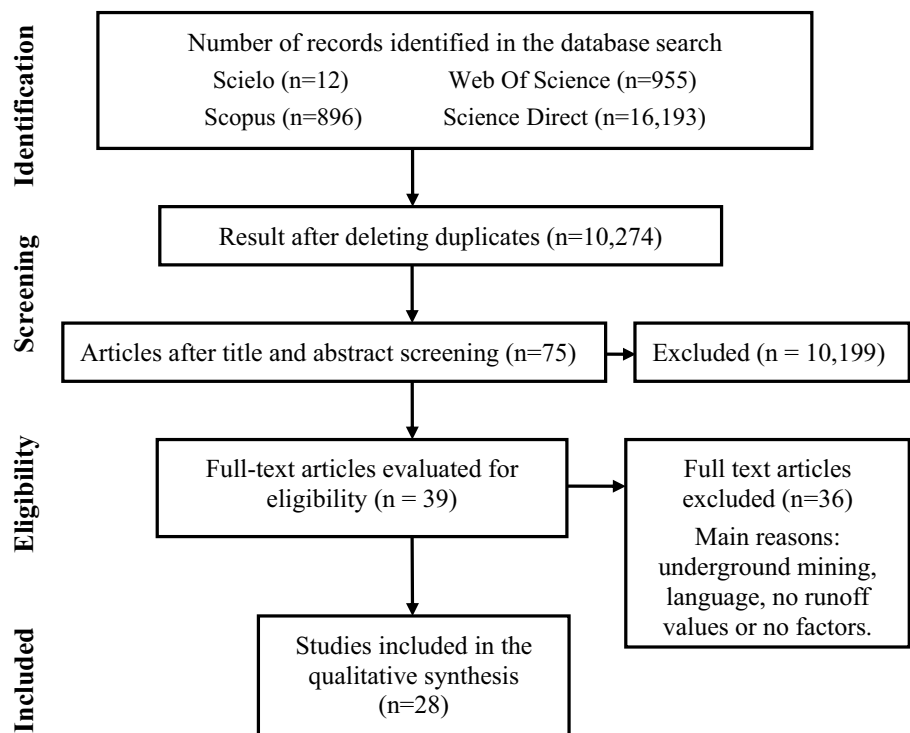 Identification
Number of records identified in the database search
Scielo (n=12) Web Of Science (n=955)
Scopus (n=896) Science Direct (n=16,193)
Screening
Result after deleting duplicates (n=10,274)
Articles after title and abstract screening (n=75)
Excluded (n = 10,199)
Eligibility
Full-text articles evaluated for
eligibility (n = 39)
Full text articles
excluded (n=36)
Main reasons:
underground mining,
language, no runoff
values or no factors.
Included
Studies included in the
qualitative synthesis
(n=28)